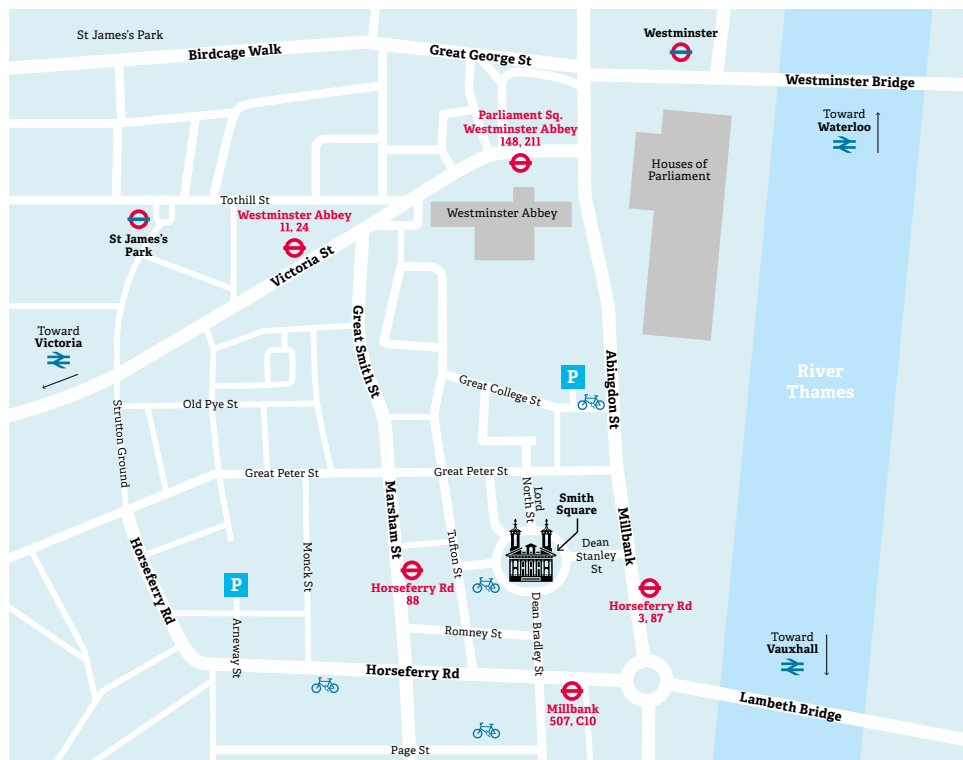 St James's Park
Birdcage Walk
Great George St
Westminster
Westminster Bridge
Toward
Waterloo
Parliament Sq.
Westminster Abbey
148, 211
Houses of
Parliament
Tothill St
Westminster Abbey
11, 24
Westminster Abbey
St James's
Park
Victoria St
Toward
Victoria
Great Smith St
Abingdon St
River
Thames
P
Great College St
Strutton Ground
Old Pye St
Great Peter St
Great Peter St
Lord
North St
Smith
Square
Marsham St
Millbank
Tufton St
Dean
Stanley
St
Horseferry Rd
Monck St
P
Horseferry Rd
88
Horseferry Rd
3, 87
Dean Bradley St
Arneway St
Romney St
Toward
Vauxhall
Horseferry Rd
Millbank
507, C10
Lambeth Bridge
Page St